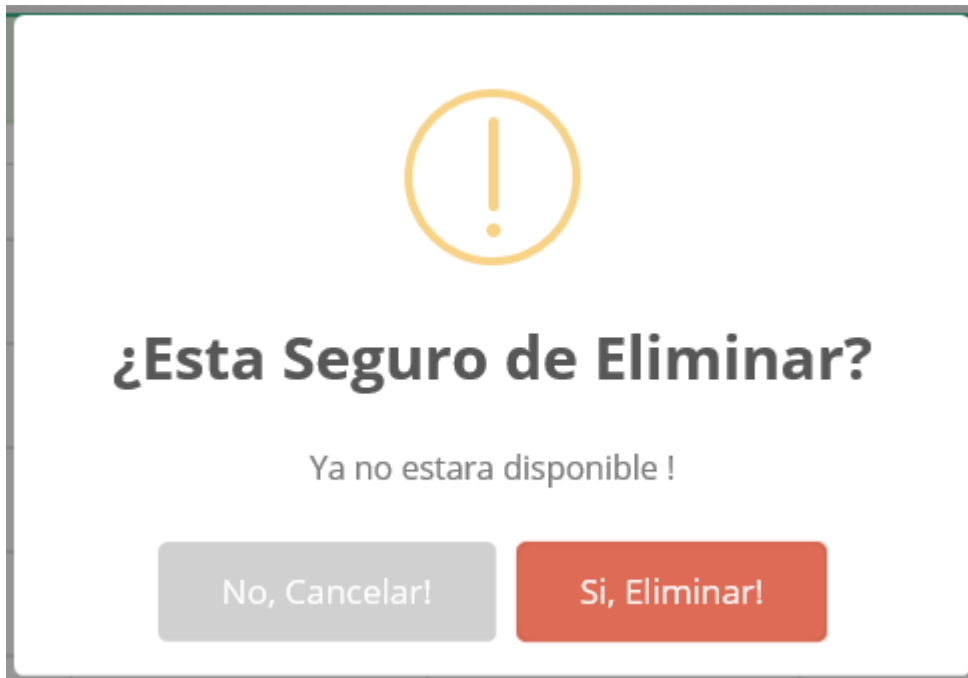 ¿Esta Seguro de Eliminar?
Ya no estara disponible !
No, Cancelar!
Si, Eliminar!